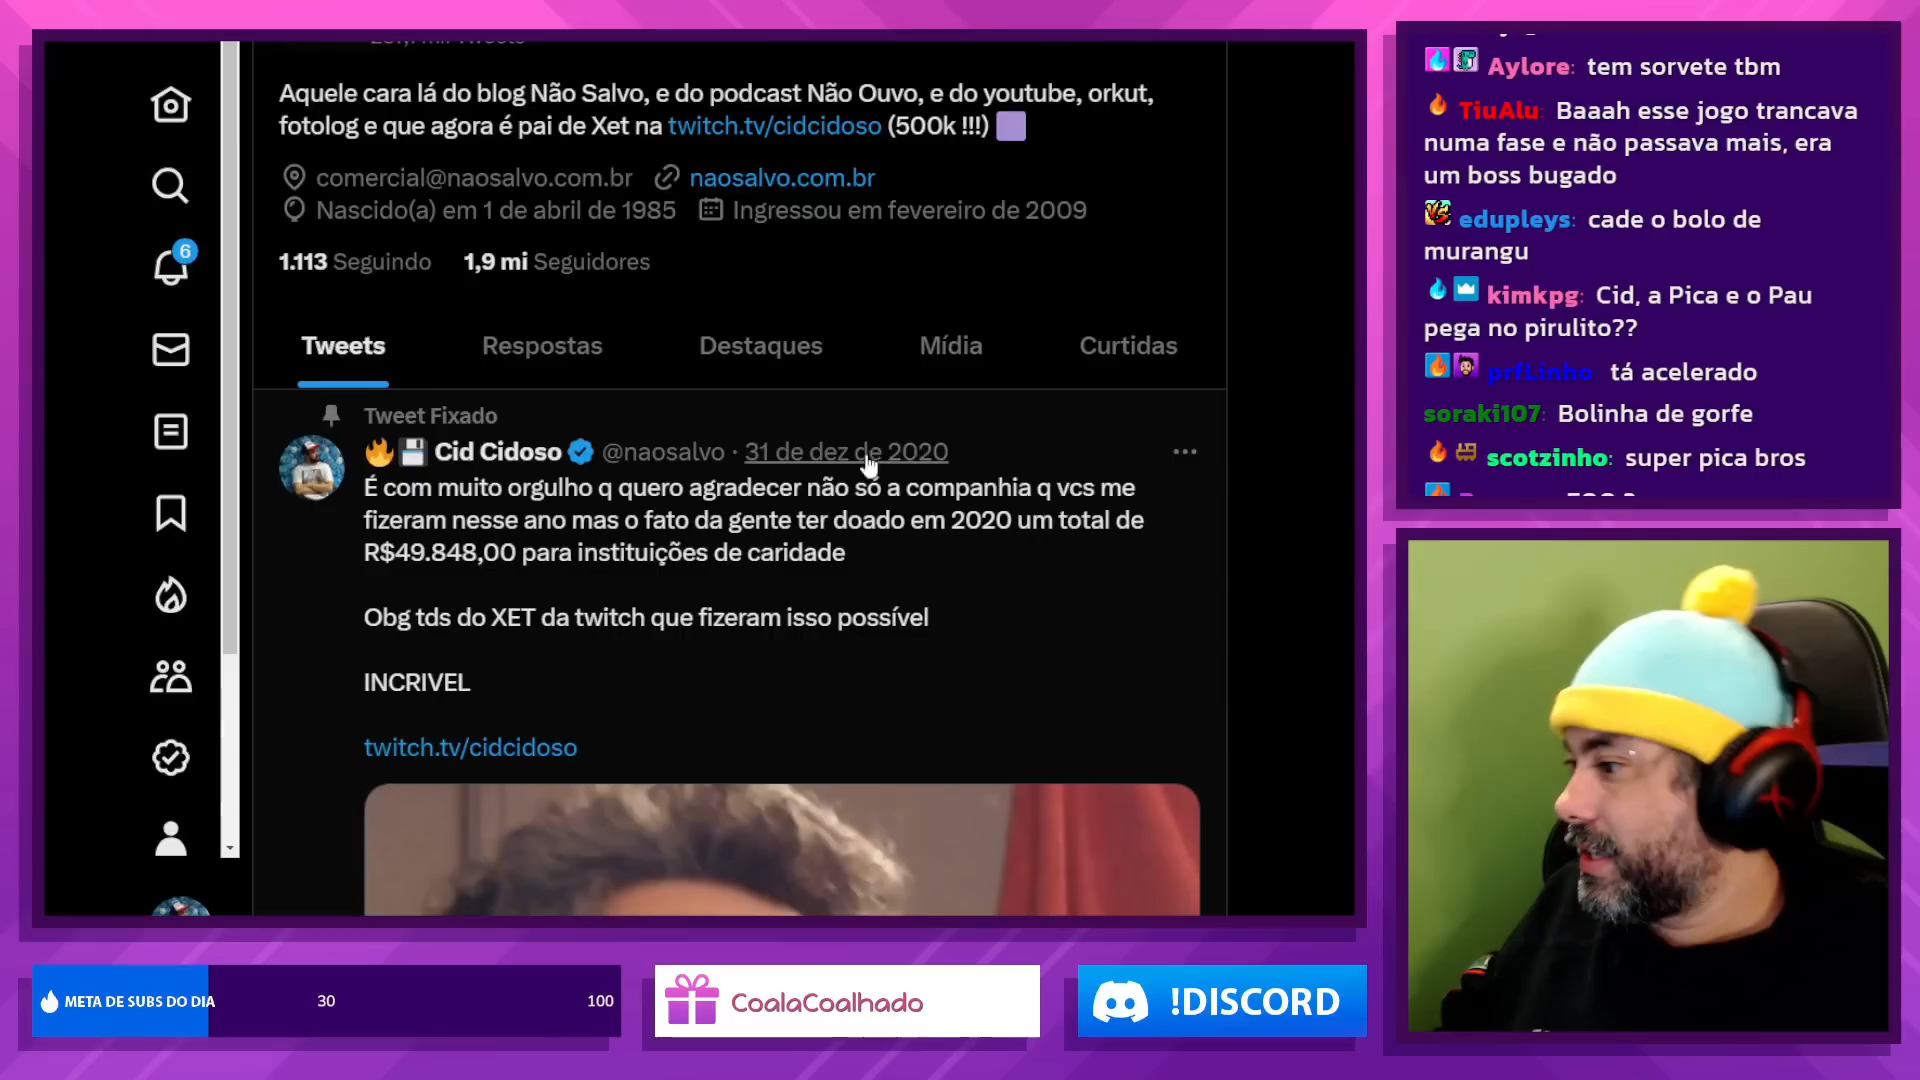 Aquele cara lá do blog Não Salvo, e do podcast Não Ouvo, e do youtube, orkut,
fotolog e que agora é pai de Xet na twitch.tv/cidcidoso (500k !!!)
comercial@naosalvo.com.br naosalvo.com.br
Nascido(a) em 1 de abril de 1985 Ingressou em fevereiro de 2009
1.113 Seguindo 1,9 mi Seguidores
Tweets Respostas Destaques Mídia Curtidas
Tweet Fixado
Cid Cidoso @naosalvo · 31 de dez de 2020
É com muito orgulho q quero agradecer não só a companhia q vcs me
fizeram nesse ano mas o fato da gente ter doado em 2020 um total de
R$49.848,00 para instituições de caridade
Obg tds do XET da twitch que fizeram isso possível
INCRIVEL
twitch.tv/cidcidoso
6
Aylore: tem sorvete tbm
TiuAlu: Baaah esse jogo trancava
numa fase e não passava mais, era
um boss bugado
edupleys: cade o bolo de
murangu
kimkpg: Cid, a Pica e o Pau
pega no pirulito??
prfLinho: tá acelerado
soraki107: Bolinha de gorfe
scotzinho: super pica bros
META DE SUBS DO DIA 30 100
CoalaCoalhado
!DISCORD